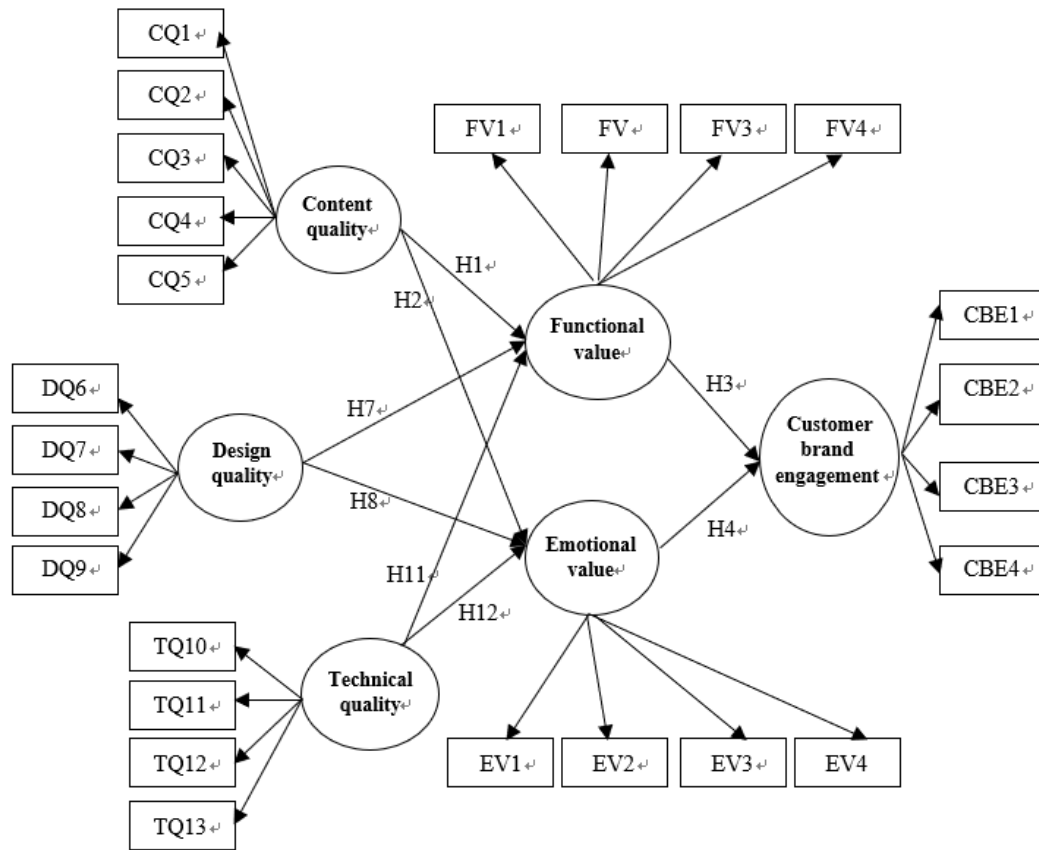 CQ1
CQ2
CQ3
CQ4
CQ5
FV1
FV
FV3
FV4
Content
quality
H1
H2
Functional
value
CBE1
CBE2
CBE3
CBE4
DQ6
DQ7
DQ8
DQ9
Design
quality
H7
H8
H3
Customer
brand
engagement
H4
Emotional
value
H11
H12
TQ10
TQ11
TQ12
TQ13
Technical
quality
EV1
EV2
EV3
EV4